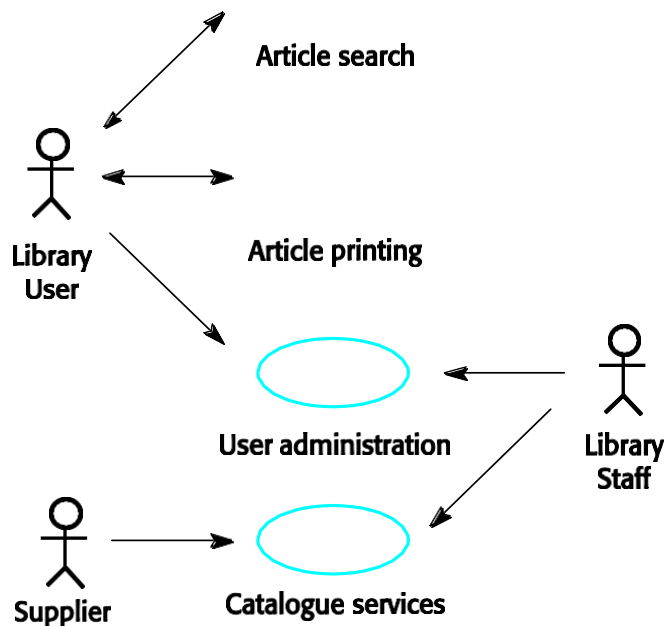 Article search
Library
User
Article printing
User administration
Library
Staff
Supplier
Catalogue services